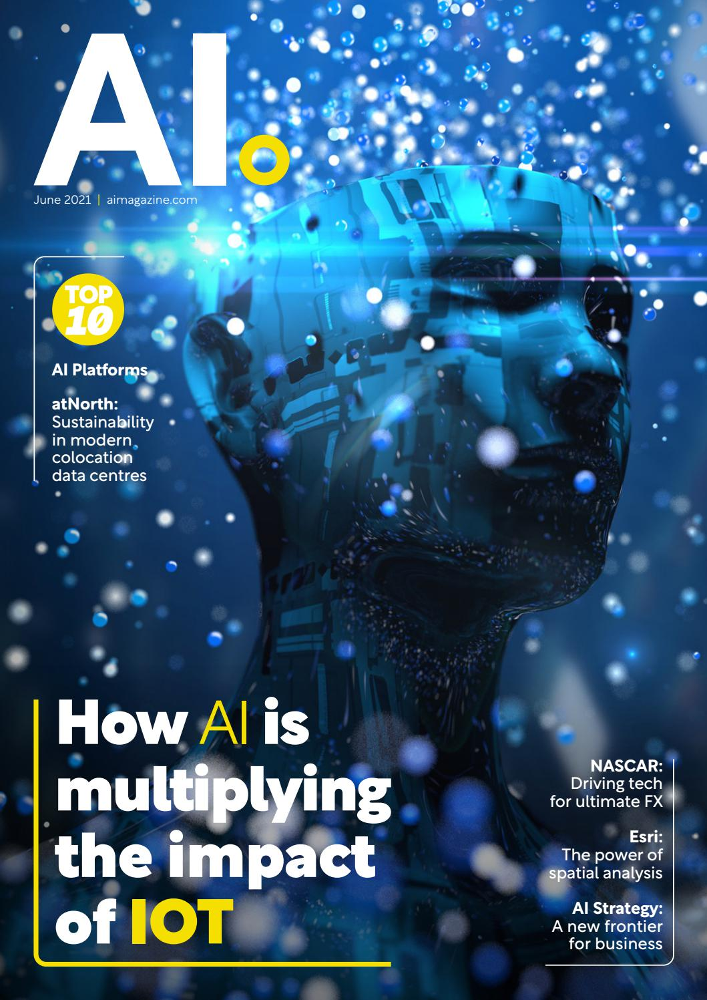 AI
June 2021 | aimagazine.com
TOP
10
AI Platforms
atNorth:
Sustainability
in modern
colocation
data centres
How AI is
multiplying
the impact
of IOT
NASCAR:
Driving tech
for ultimate FX
Esri:
The power of
spatial analysis
AI Strategy:
A new frontier
for business